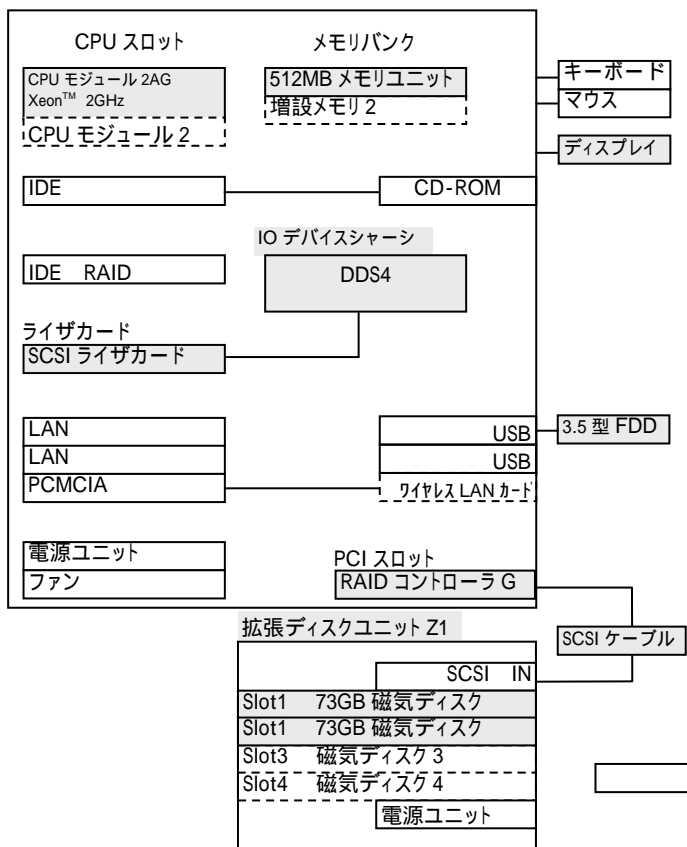 CPU スロット
メモリバンク
CPU モジュール 2AG
Xeon™ 2GHz
CPU モジュール 2
512MB メモリユニット
増設メモリ 2
キーボード
マウス
ディスプレイ
IDE
CD-ROM
IO デバイスシャーシ
IDE RAID
DDS4
ライザカード
SCSI ライザカード
LAN
USB
3.5 型 FDD
LAN
USB
PCMCIA
ワイヤレス LAN カード
電源ユニット
ファン
PCI スロット
RAID コントローラ G
拡張ディスクユニット Z1
SCSI ケーブル
SCSI IN
Slot1 73GB 磁気ディスク
Slot1 73GB 磁気ディスク
Slot3 磁気ディスク 3
Slot4 磁気ディスク 4
電源ユニット